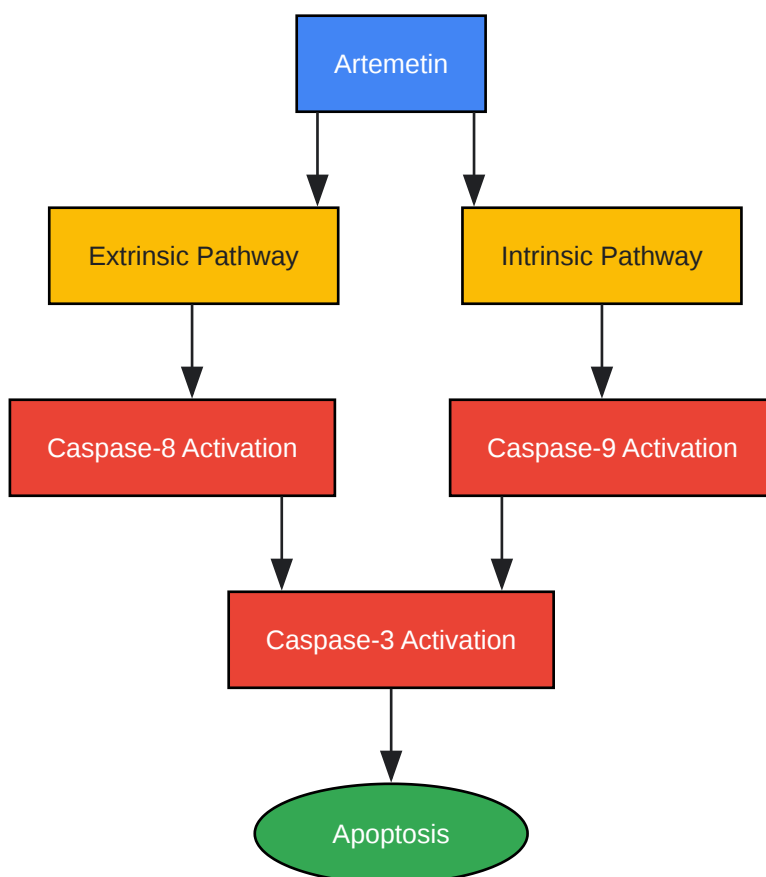 Artemetin
Extrinsic Pathway
Intrinsic Pathway
Caspase-8 Activation
Caspase-9 Activation
Caspase-3 Activation
Apoptosis